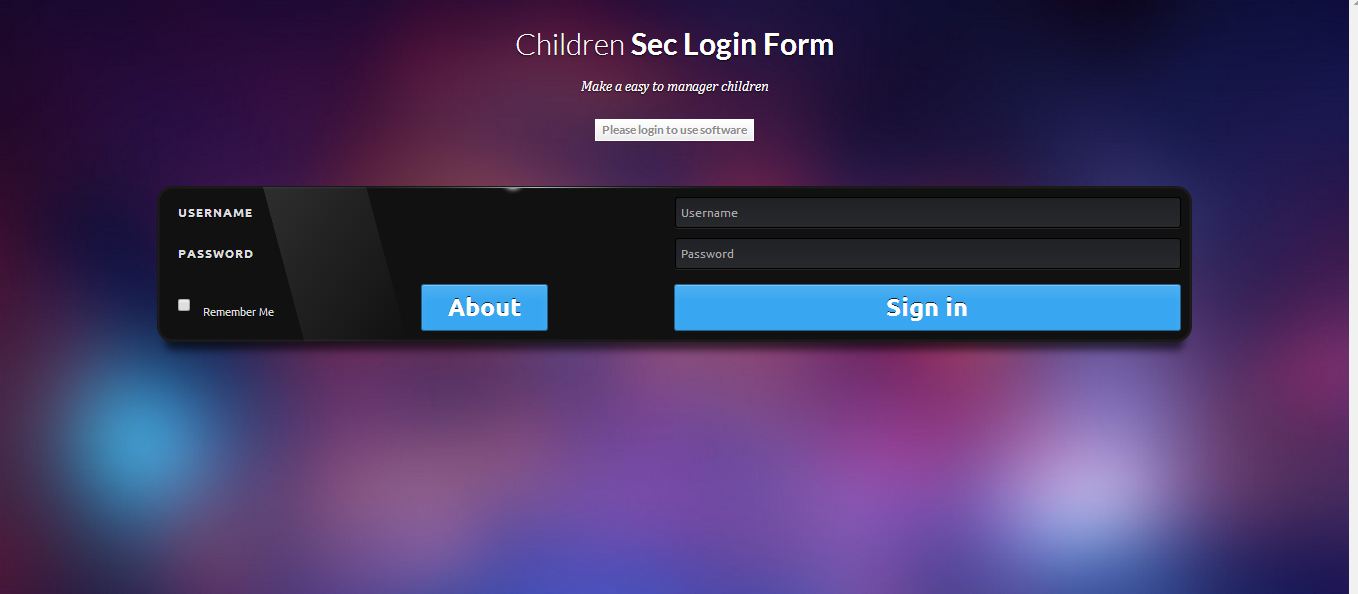 Children Sec Login Form
Make a easy to manager children
Please login to use software
USERNAME Username
PASSWORD Password
Remember Me About Sign in